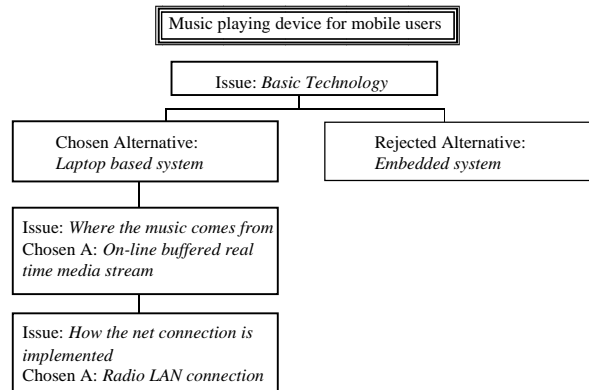 Music playing device for mobile users
Issue: Basic Technology
Chosen Alternative:
Laptop based system
Rejected Alternative:
Embedded system
Issue: Where the music comes from
Chosen A: On-line buffered real
time media stream
Issue: How the net connection is
implemented
Chosen A: Radio LAN connection